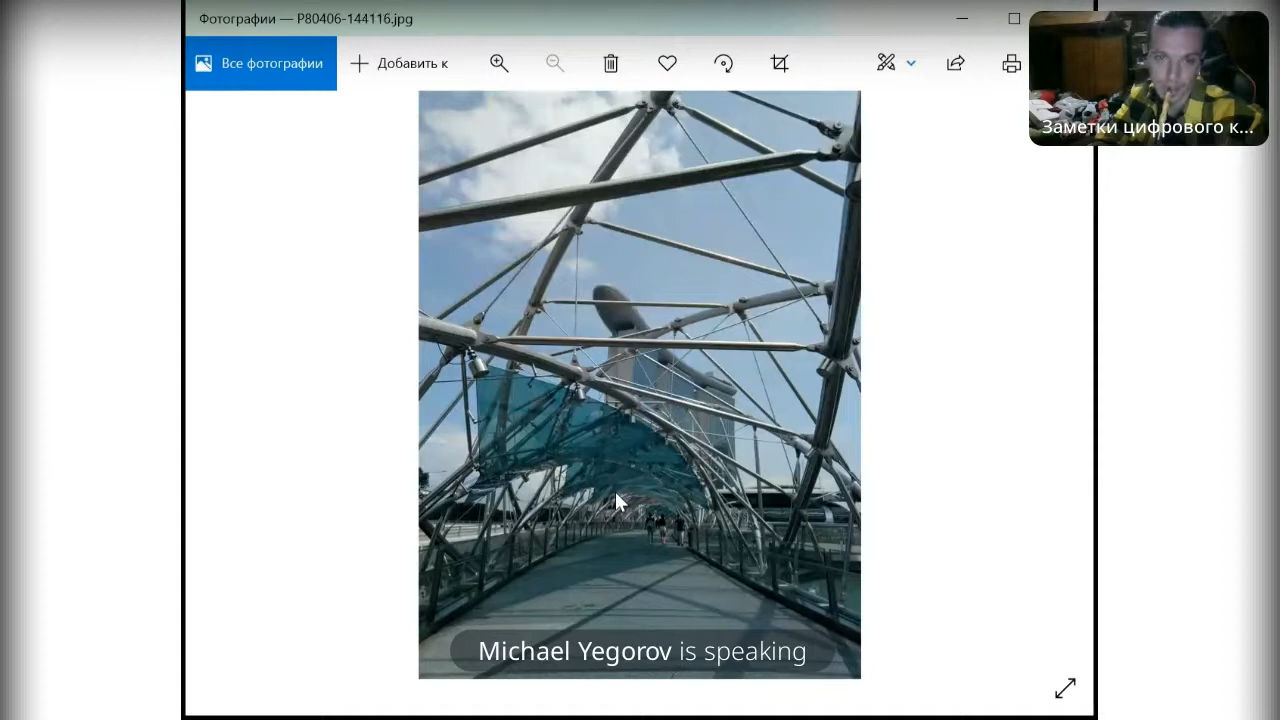 Фотографии — P80406-144116.jpg
Все фотографии
Добавить к
Заметки цифрового к...
Michael Yegorov is speaking